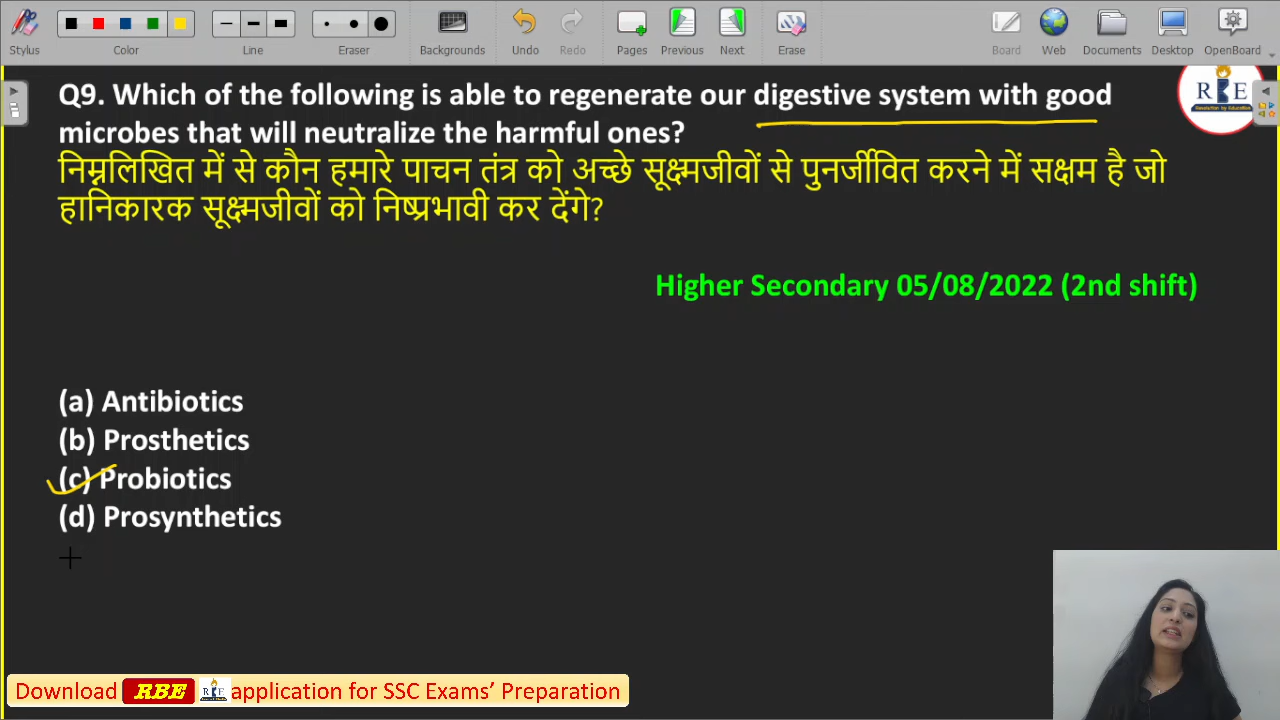 Stylus Color Line Eraser Backgrounds Undo Redo Pages Previous Next Erase Board Web Documents Desktop OpenBoard
Q9. Which of the following is able to regenerate our digestive system with good
microbes that will neutralize the harmful ones?
निम्नलिखित में से कौन हमारे पाचन तंत्र को अच्छे सूक्ष्मजीवों से पुनर्जीवित करने में सक्षम है जो
हानिकारक सूक्ष्मजीवों को निष्प्रभावी कर देंगे?
Higher Secondary 05/08/2022 (2nd shift)
(a) Antibiotics
(b) Prosthetics
(c) Probiotics
(d) Prosynthetics
Download RBE application for SSC Exams’ Preparation